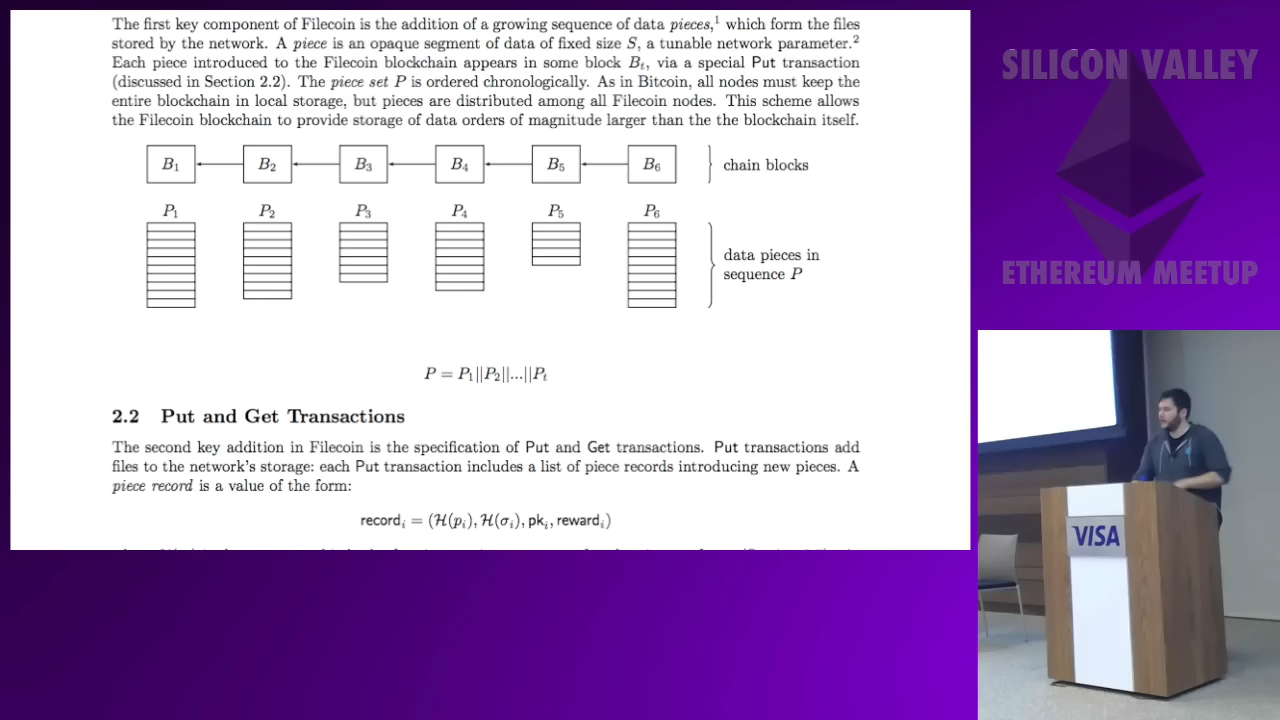 The first key component of Filecoin is the addition of a growing sequence of data pieces,¹ which form the files
stored by the network. A piece is an opaque segment of data of fixed size S, a tunable network parameter.²
Each piece introduced to the Filecoin blockchain appears in some block Bₜ, via a special Put transaction
(discussed in Section 2.2). The piece set P is ordered chronologically. As in Bitcoin, all nodes must keep the
entire blockchain in local storage, but pieces are distributed among all Filecoin nodes. This scheme allows
the Filecoin blockchain to provide storage of data orders of magnitude larger than the the blockchain itself.
B₁ B₂ B₃ B₄ B₅ B₆ chain blocks
P₁ P₂ P₃ P₄ P₅ P₆
data pieces in
sequence P
P = P₁||P₂||...||Pₜ
2.2 Put and Get Transactions
The second key addition in Filecoin is the specification of Put and Get transactions. Put transactions add
files to the network's storage: each Put transaction includes a list of piece records introducing new pieces. A
piece record is a value of the form:
recordᵢ = (ℋ(pᵢ), ℋ(σᵢ), pkᵢ, rewardᵢ)
SILICON VALLEY
ETHEREUM MEETUP
VISA